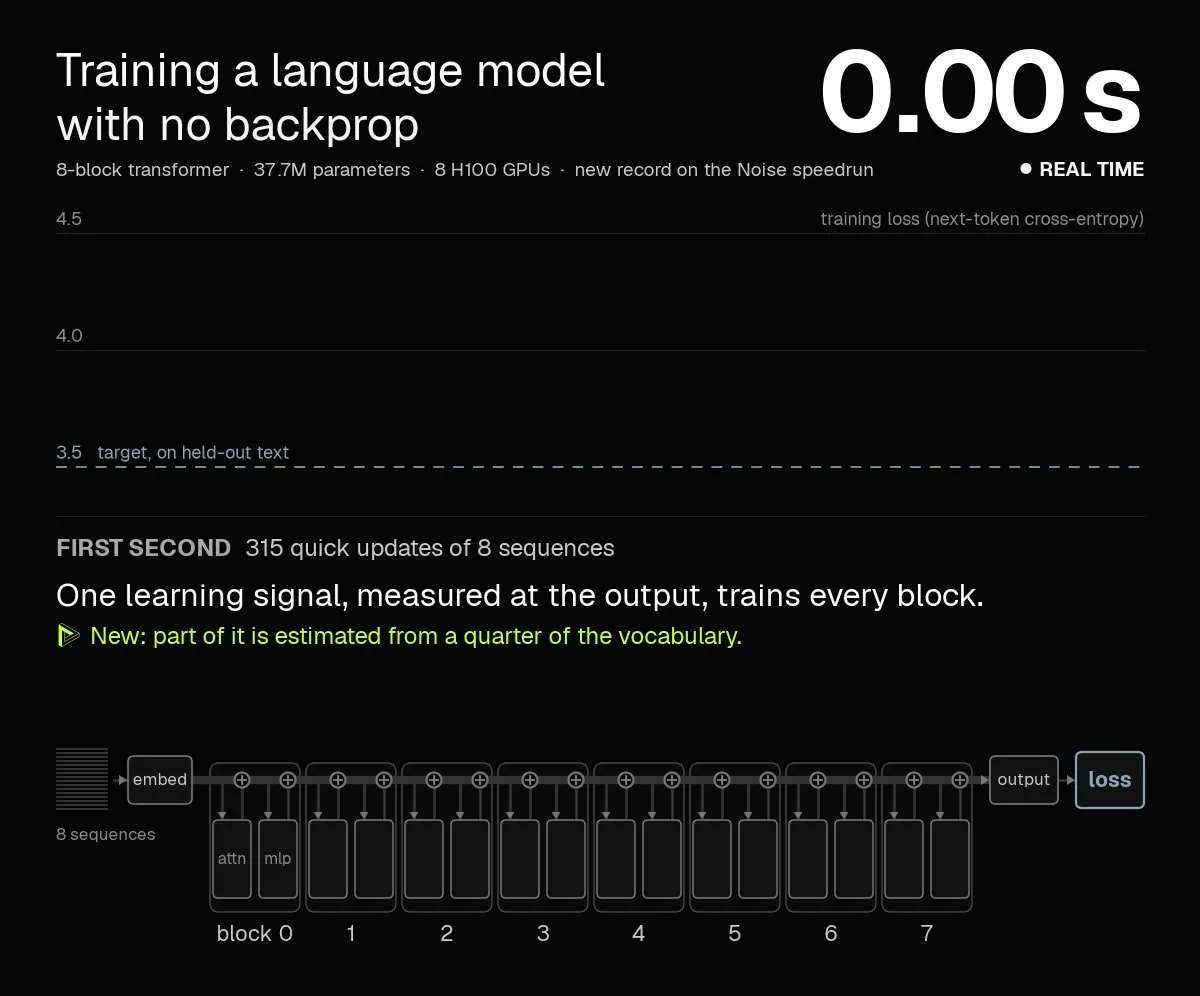 Training a language model
with no backprop
0.00 s
8-block transformer · 37.7M parameters · 8 H100 GPUs · new record on the Noise speedrun
REAL TIME
4.5
training loss (next-token cross-entropy)
4.0
3.5 target, on held-out text
FIRST SECOND 315 quick updates of 8 sequences
One learning signal, measured at the output, trains every block.
New: part of it is estimated from a quarter of the vocabulary.
embed
output
loss
8 sequences
attn
mlp
block 0
1
2
3
4
5
6
7